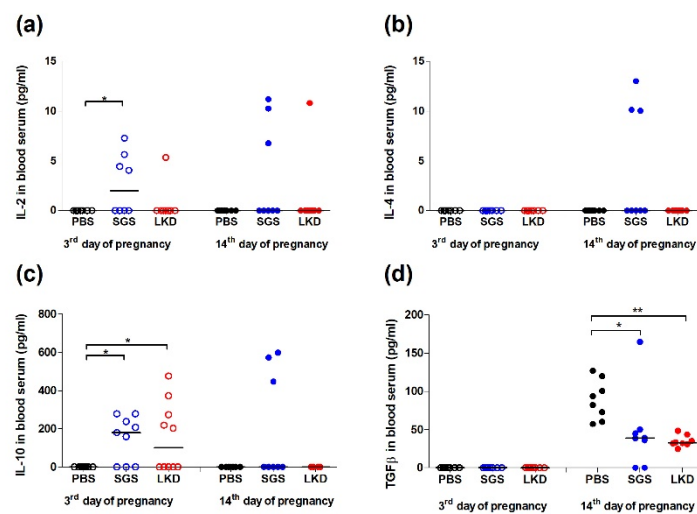 (a)
IL-2 in blood serum (pg/ml)
15
10
5
0
*
PBS SGS LKD PBS SGS LKD
3rd day of pregnancy 14th day of pregnancy
(b)
IL-4 in blood serum (pg/ml)
15
10
5
0
PBS SGS LKD PBS SGS LKD
3rd day of pregnancy 14th day of pregnancy
(c)
IL-10 in blood serum (pg/ml)
800
600
400
200
0
*
*
PBS SGS LKD PBS SGS LKD
3rd day of pregnancy 14th day of pregnancy
(d)
TGFβ in blood serum (pg/ml)
200
150
100
50
0
**
*
PBS SGS LKD PBS SGS LKD
3rd day of pregnancy 14th day of pregnancy